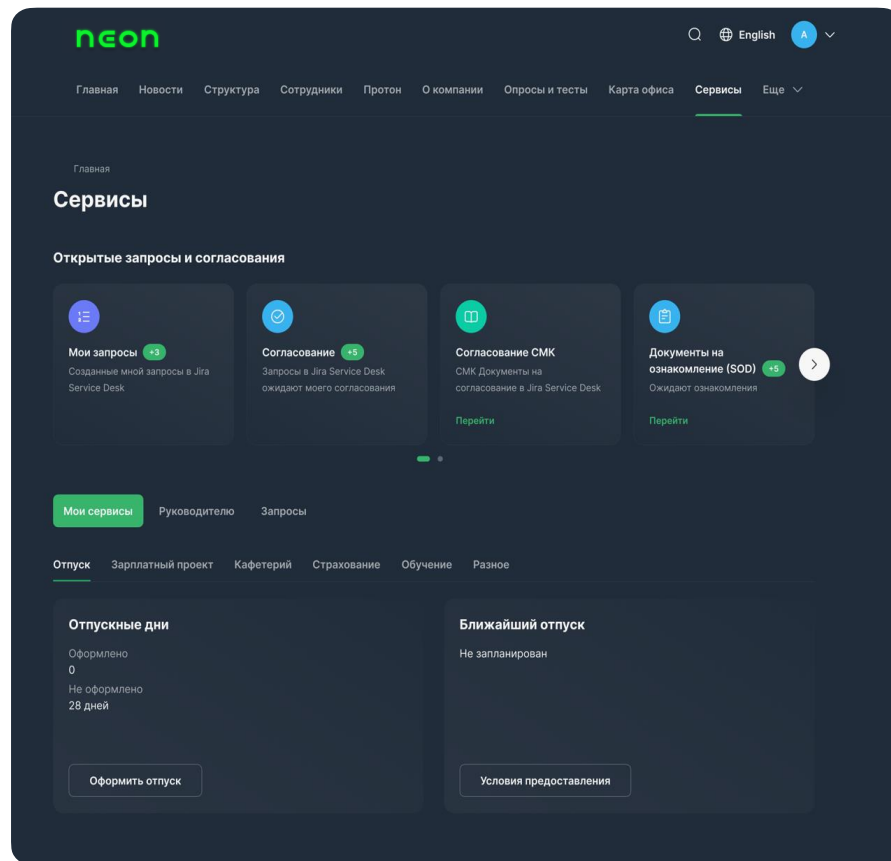 neon
English
A
Главная Новости Структура Сотрудники Протон О компании Опросы и тесты Карта офиса Сервисы Еще
Главная
Сервисы
Открытые запросы и согласования
Мои запросы +3
Созданные мной запросы в Jira
Service Desk
Согласование +5
Запросы в Jira Service Desk
ожидают моего согласования
Согласование СМК
СМК Документы на
согласование в Jira Service Desk
Перейти
Документы на
ознакомление (SOD) +5
Ожидают ознакомления
Перейти
Мои сервисы Руководителю Запросы
Отпуск Зарплатный проект Кафетерий Страхование Обучение Разное
Отпускные дни
Оформлено
0
Не оформлено
28 дней
Оформить отпуск
Ближайший отпуск
Не запланирован
Условия предоставления